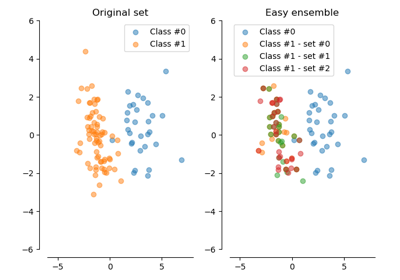 Original set
Easy ensemble
6
4
2
0
−2
−4
−6
−5
0
5
Class #0
Class #1
6
4
2
0
−2
−4
−6
−5
0
5
Class #0
Class #1 - set #0
Class #1 - set #1
Class #1 - set #2